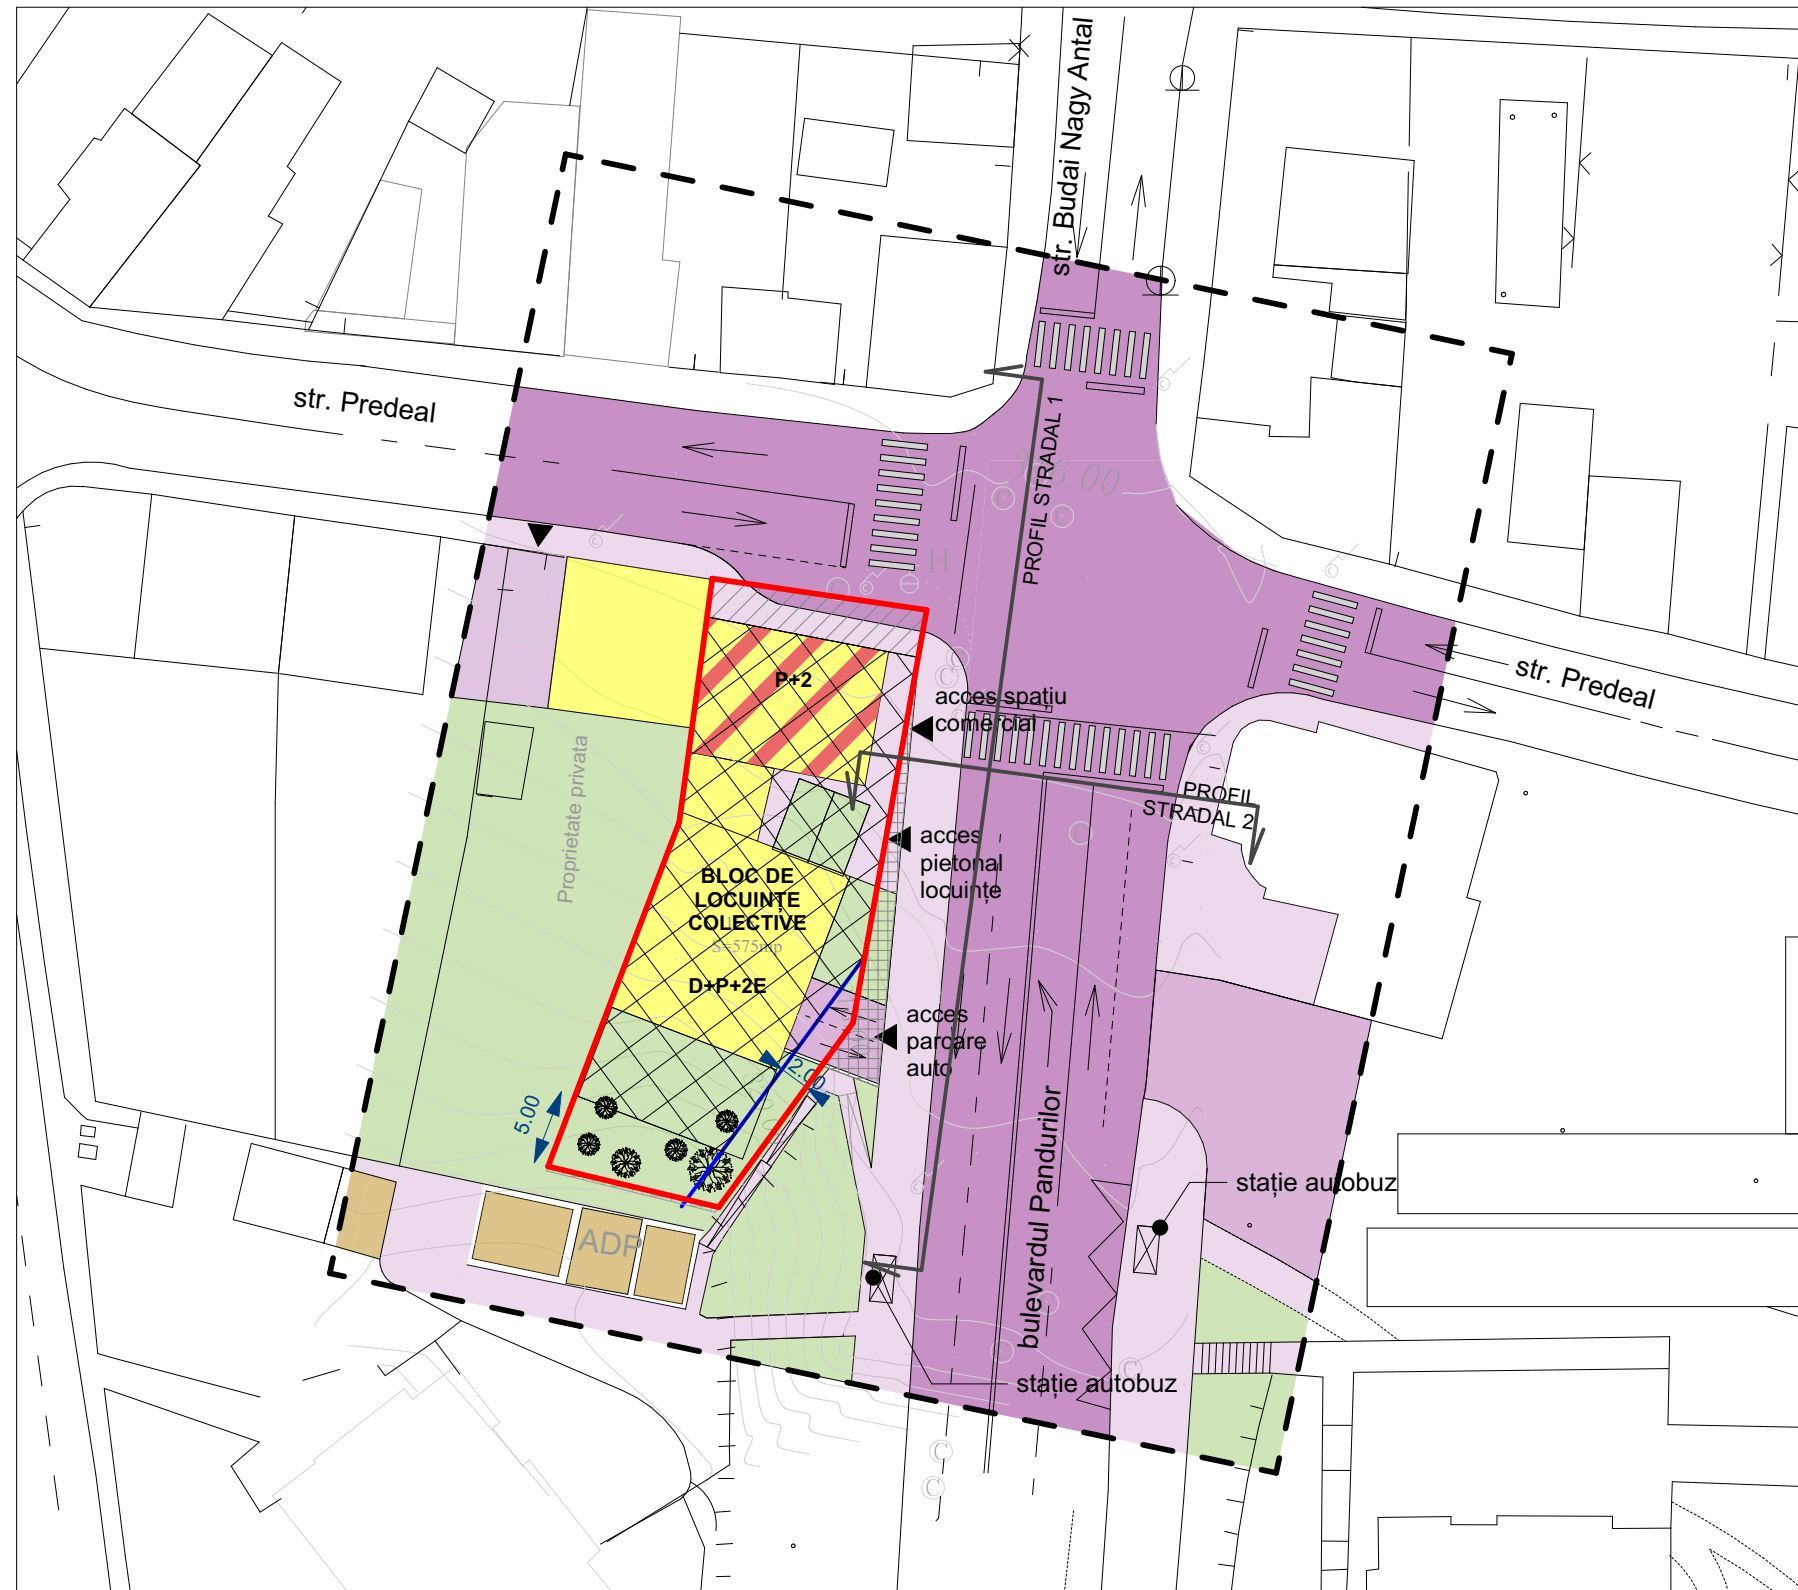 str. Budai Nagy Antal
str. Predeal
PROFIL STRADAL 1
H
P+2
acces spațiu
comercial
str. Predeal
Proprietate privata
PROFIL
STRADAL 2
acces
pietonal
locuințe
BLOC DE
LOCUINȚE
COLECTIVE
S=575mp
D+P+2E
acces
parcare
auto
2.00
5.00
bulevardul Pandurilor
stație autobuz
ADP
stație autobuz